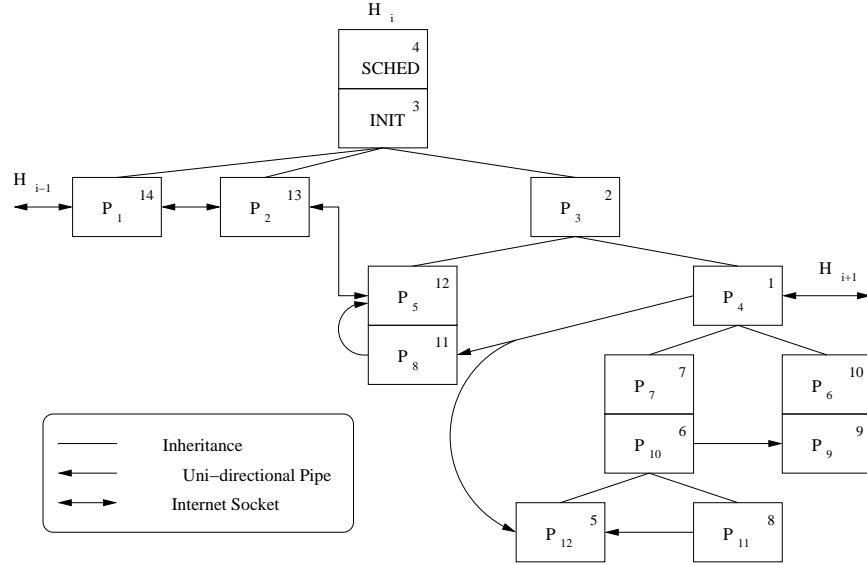 H i
4
SCHED
3
INIT
H i−1
P 1 14
P 2 13
P 3 2
P 5 12
P 4 1
H i+1
P 8 11
P 7 7
P 6 10
P 10 6
P 9 9
P 12 5
P 11 8
Inheritance
Uni−directional Pipe
Internet Socket